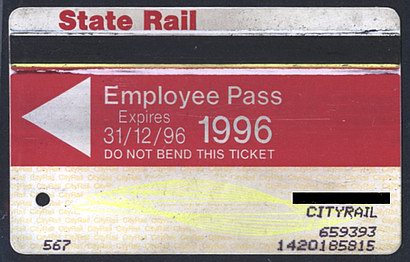 State Rail
Employee Pass
Expires
31/12/96 1996
DO NOT BEND THIS TICKET
CITYRAIL
659393
567 1420185815